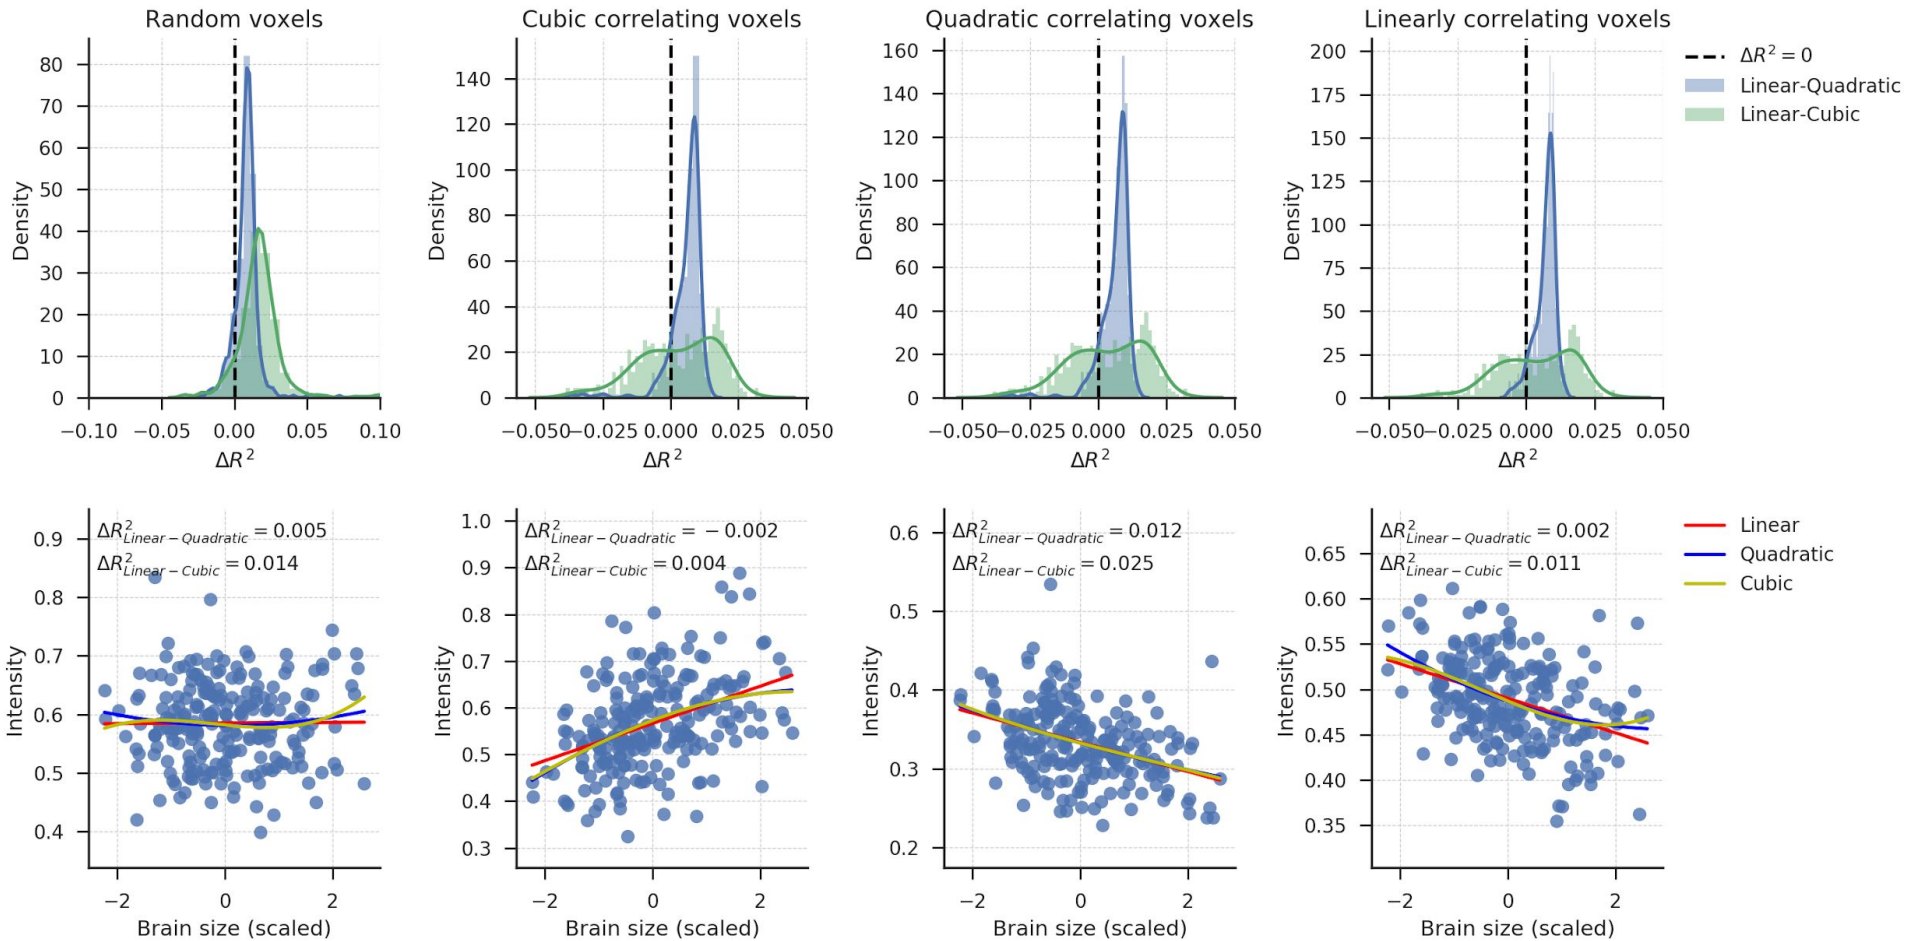 Random voxels
Cubic correlating voxels
Quadratic correlating voxels
Linearly correlating voxels
80
70
60
50
40
30
20
10
0
Density
−0.10
−0.05
0.00
0.05
0.10
ΔR²
140
120
100
80
60
40
20
0
Density
−0.050
−0.025
0.000
0.025
0.050
ΔR²
160
140
120
100
80
60
40
20
0
Density
−0.050
−0.025
0.000
0.025
0.050
ΔR²
200
175
150
125
100
75
50
25
0
Density
−0.050
−0.025
0.000
0.025
0.050
ΔR²
ΔR² = 0
Linear-Quadratic
Linear-Cubic
ΔR²Linear−Quadratic = 0.005
ΔR²Linear−Cubic = 0.014
0.9
0.8
0.7
0.6
0.5
0.4
Intensity
−2
0
2
Brain size (scaled)
ΔR²Linear−Quadratic = −0.002
ΔR²Linear−Cubic = 0.004
1.0
0.9
0.8
0.7
0.6
0.5
0.4
0.3
Intensity
−2
0
2
Brain size (scaled)
ΔR²Linear−Quadratic = 0.012
ΔR²Linear−Cubic = 0.025
0.6
0.5
0.4
0.3
0.2
Intensity
−2
0
2
Brain size (scaled)
ΔR²Linear−Quadratic = 0.002
ΔR²Linear−Cubic = 0.011
0.65
0.60
0.55
0.50
0.45
0.40
0.35
Intensity
−2
0
2
Brain size (scaled)
Linear
Quadratic
Cubic